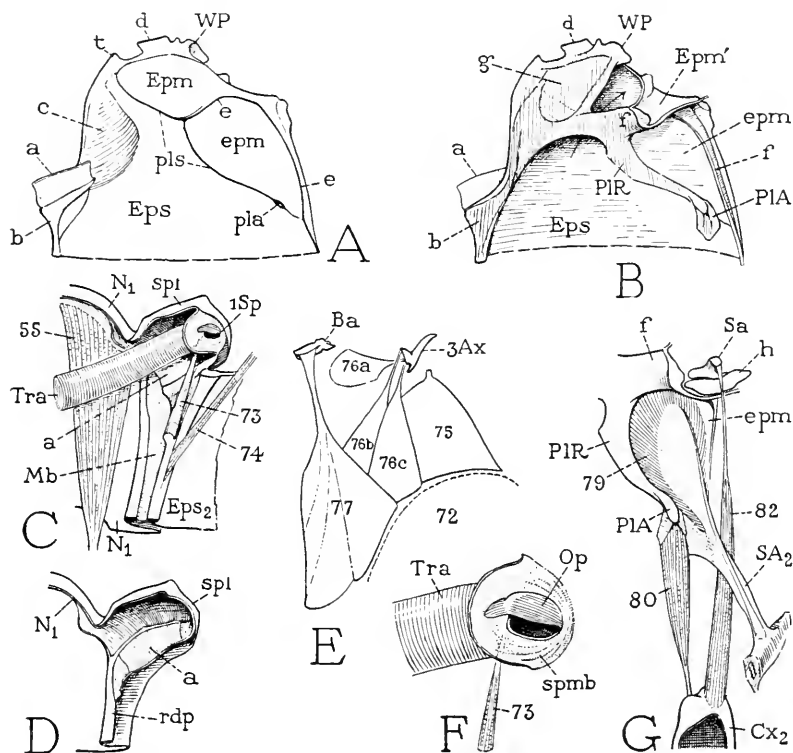 d
WP
t
Epm
e
c
epm
a
pls
e
b
Eps
pla
A
d
WP
g
Epm'
f
epm
a
f
PlR
PlA
b
Eps
B
N1
spl
1Sp
55
Tra
73
a
74
Mb
Eps2
N1
C
Ba
3Ax
76a
76b
75
76c
77
72
E
Sa
f
h
epm
PlR
79
PlA
82
SA2
80
Cx2
G
spl
N1
a
rdp
D
Tra
Op
spmb
73
F